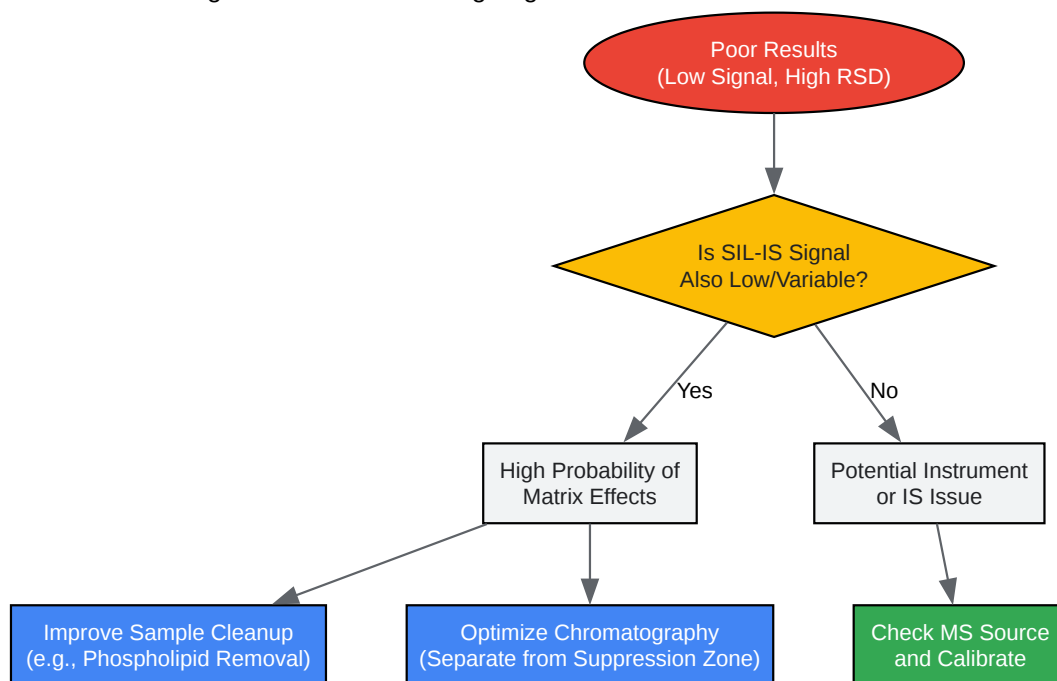 Poor Results
(Low Signal, High RSD)
Is SIL-IS Signal
Also Low/Variable?
Yes
No
High Probability of
Matrix Effects
Potential Instrument
or IS Issue
Improve Sample Cleanup
(e.g., Phospholipid Removal)
Optimize Chromatography
(Separate from Suppression Zone)
Check MS Source
and Calibrate